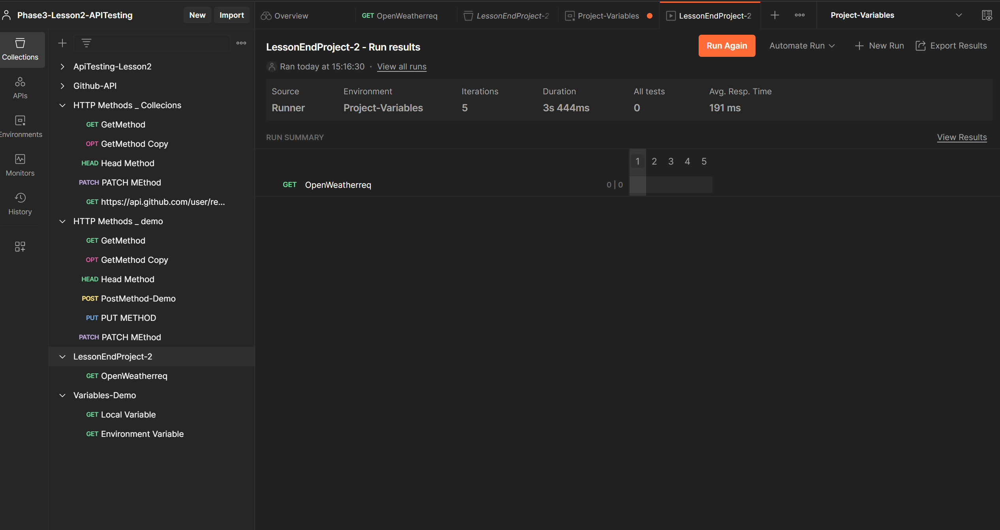 Phase3-Lesson2-APITesting
New
Import
Overview
GET OpenWeatherreq
LessonEndProject-2
Project-Variables
LessonEndProject-2
Project-Variables
Collections
APIs
Environments
Monitors
History
ApiTesting-Lesson2
Github-API
HTTP Methods _ Collecions
GET GetMethod
OPT GetMethod Copy
HEAD Head Method
PATCH PATCH MEthod
GET https://api.github.com/user/re...
HTTP Methods _ demo
GET GetMethod
OPT GetMethod Copy
HEAD Head Method
POST PostMethod-Demo
PUT PUT METHOD
PATCH PATCH MEthod
LessonEndProject-2
GET OpenWeatherreq
Variables-Demo
GET Local Variable
GET Environment Variable
LessonEndProject-2 - Run results
Run Again
Automate Run
New Run
Export Results
Ran today at 15:16:30 · View all runs
Source Environment Iterations Duration All tests Avg. Resp. Time
Runner Project-Variables 5 3s 444ms 0 191 ms
RUN SUMMARY
View Results
1 2 3 4 5
GET OpenWeatherreq 0 | 0